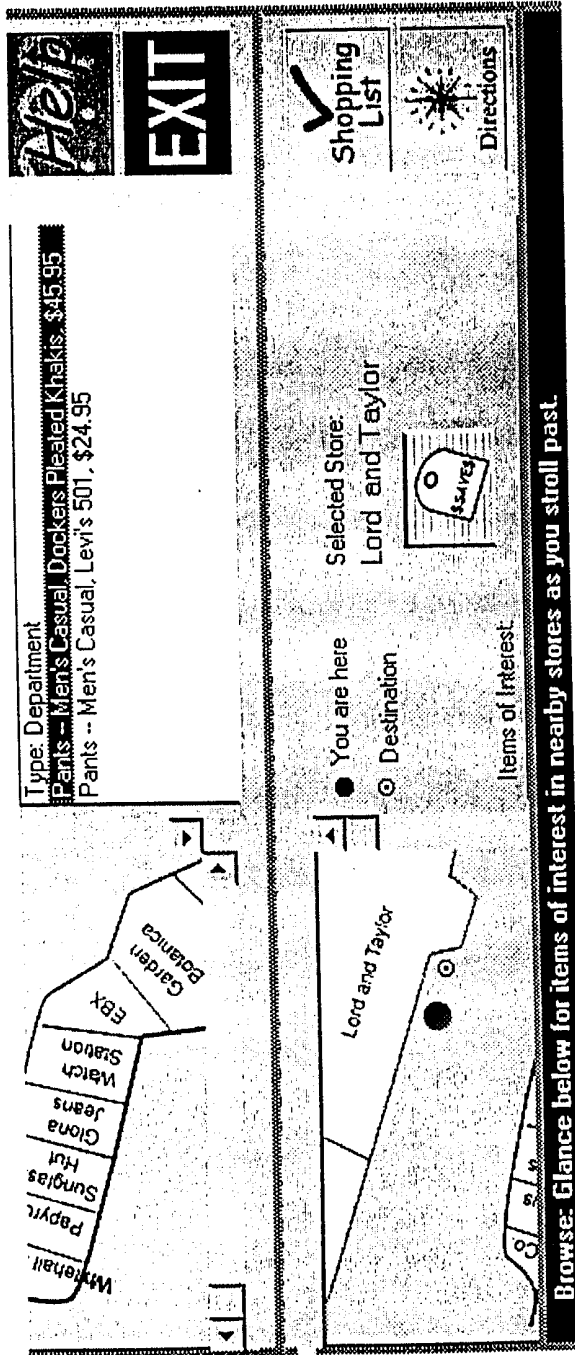 Whitehall
Papyru
Sunglas
Hut
Giona
Jeans
Watch
Station
EBX
Garden
Botanica
Type: Department
Pants -- Men's Casual, Dockers Pleated Khakis, $45.95
Pants -- Men's Casual, Levi's 501, $24.95
Help
EXIT
Lord and Taylor
Co.
You are here
Destination
Items of Interest
Selected Store:
Lord and Taylor
$SAVE$
Shopping
List
Directions
Browse: Glance below for items of interest in nearby stores as you stroll past.